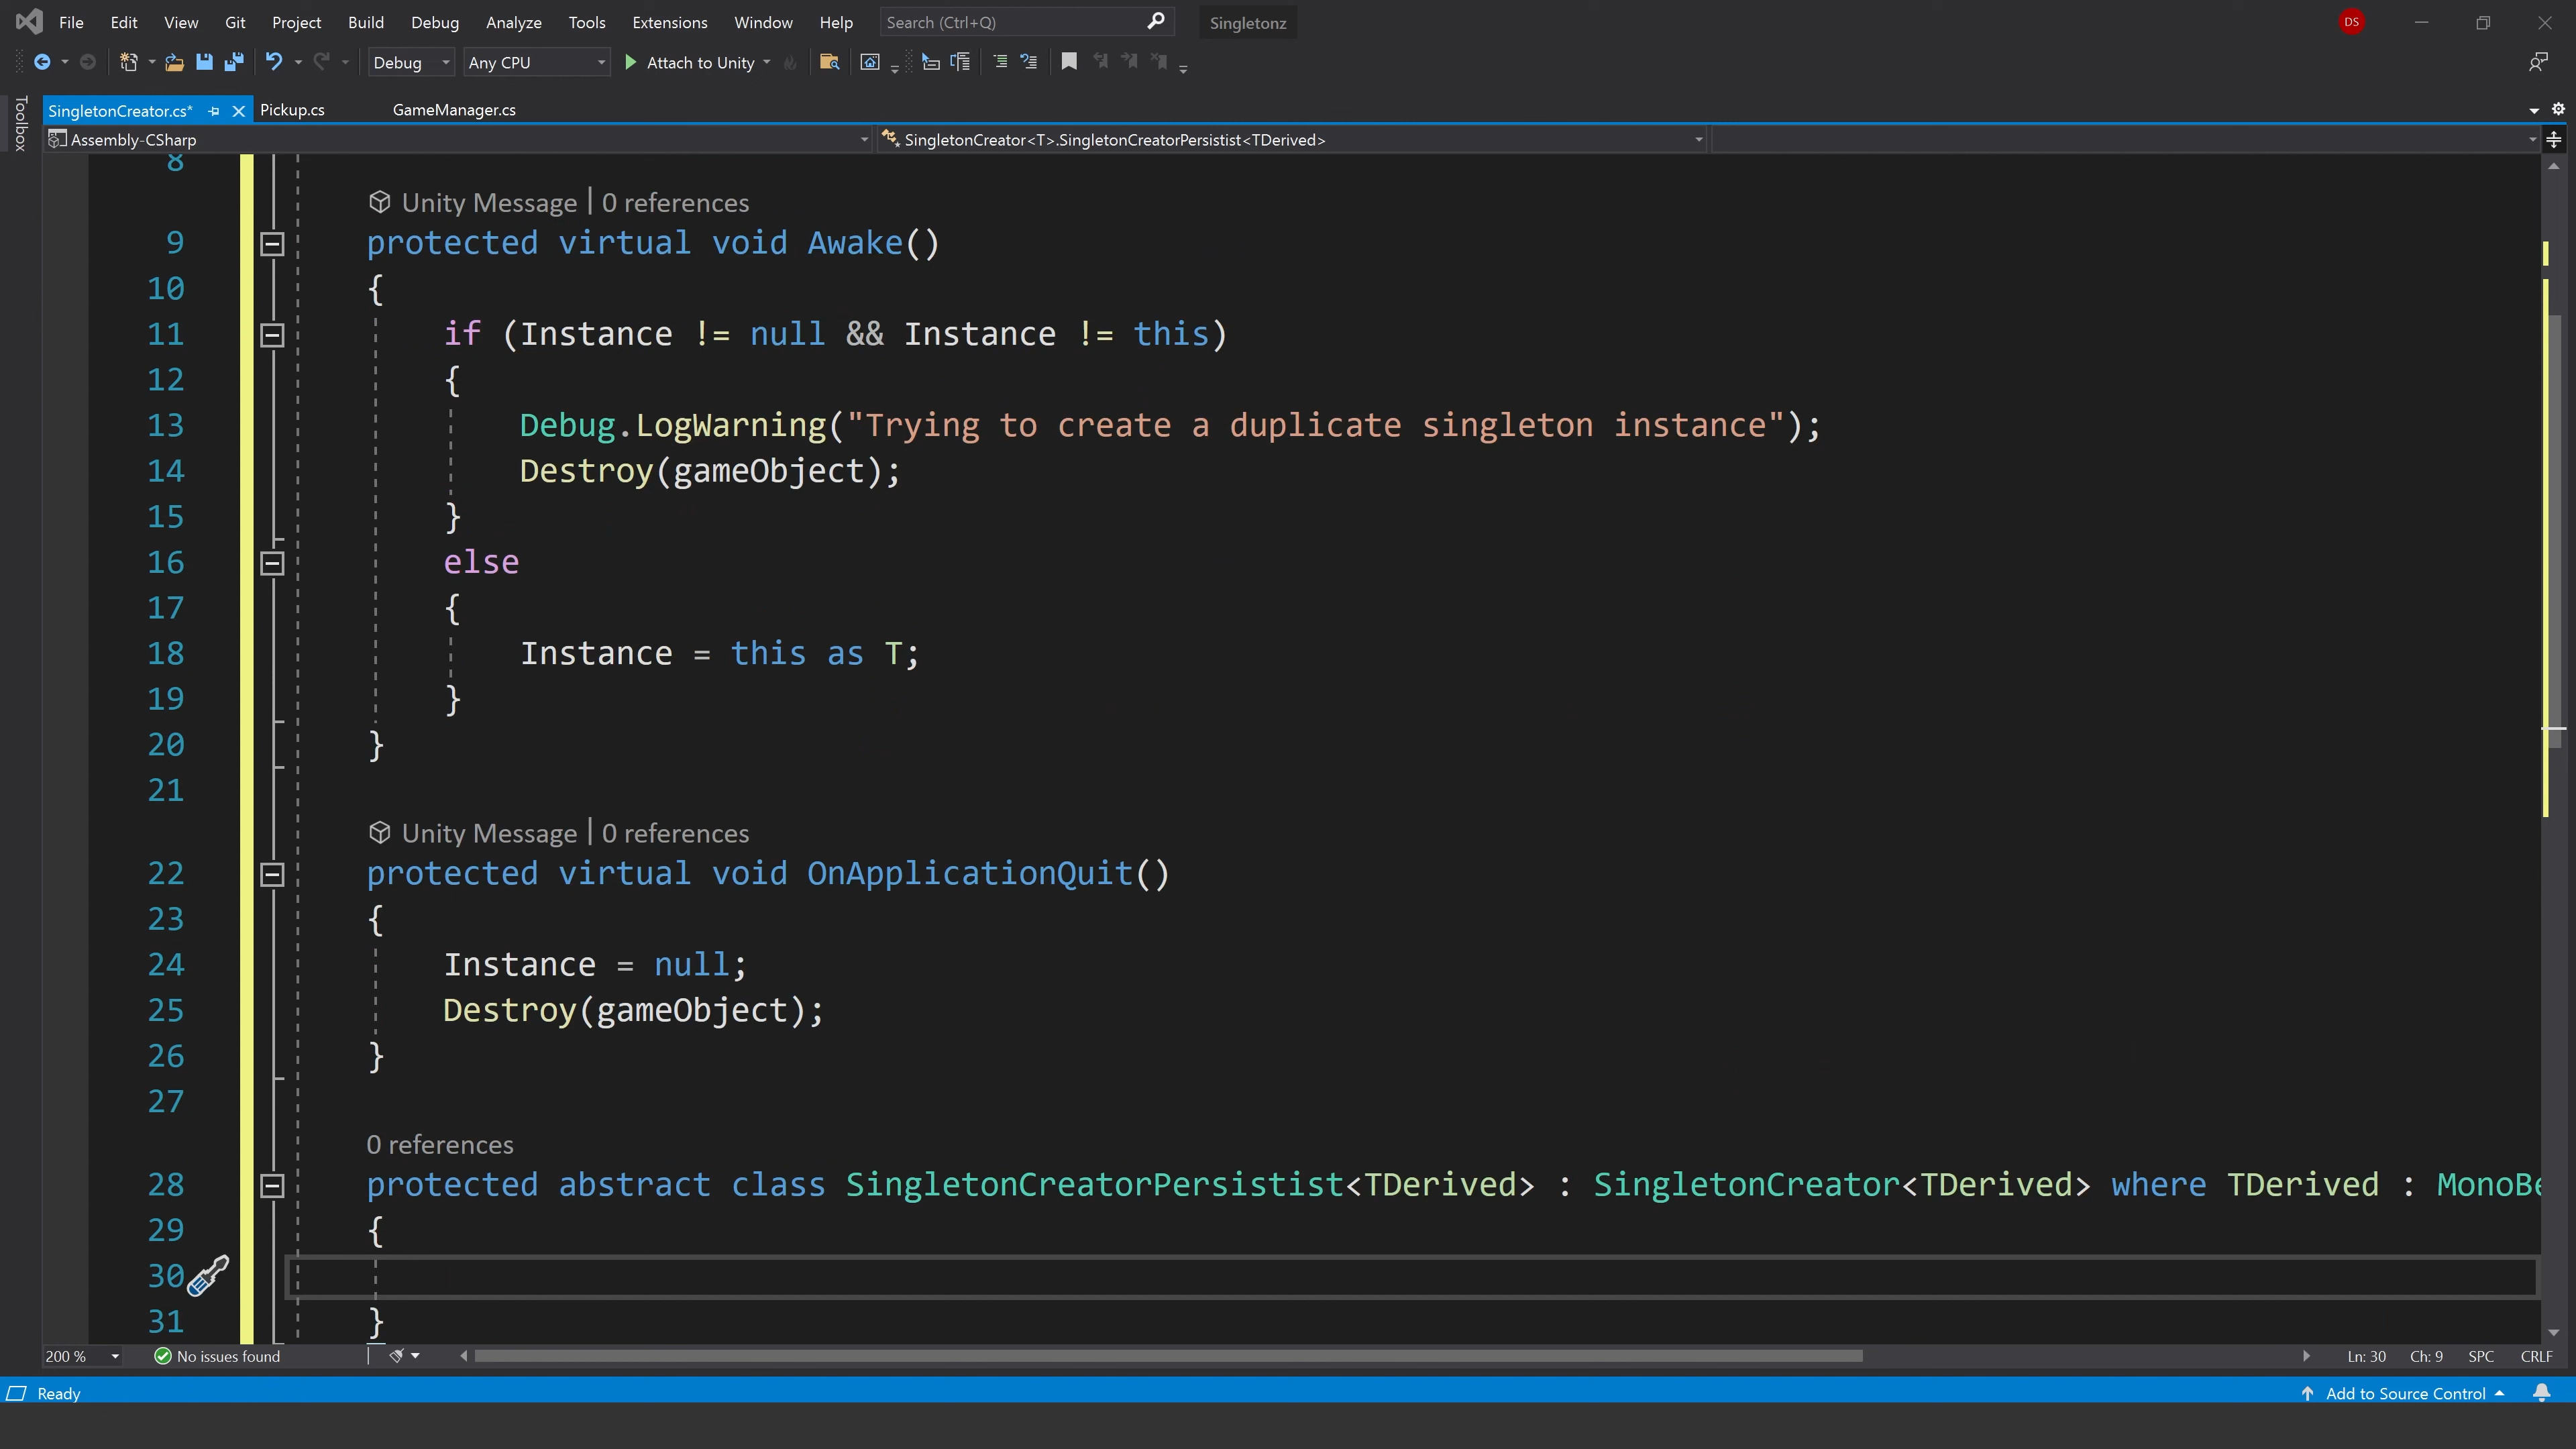 File Edit View Git Project Build Debug Analyze Tools Extensions Window Help Search (Ctrl+Q) Singletonz DS
Debug Any CPU Attach to Unity
Toolbox
SingletonCreator.cs* Pickup.cs GameManager.cs
Assembly-CSharp SingletonCreator<T>.SingletonCreatorPersistist<TDerived>
8
Unity Message | 0 references
9 protected virtual void Awake()
10 {
11 if (Instance != null && Instance != this)
12 {
13 Debug.LogWarning("Trying to create a duplicate singleton instance");
14 Destroy(gameObject);
15 }
16 else
17 {
18 Instance = this as T;
19 }
20 }
21
Unity Message | 0 references
22 protected virtual void OnApplicationQuit()
23 {
24 Instance = null;
25 Destroy(gameObject);
26 }
27
0 references
28 protected abstract class SingletonCreatorPersistist<TDerived> : SingletonCreator<TDerived> where TDerived : MonoBe
29 {
30
31 }
200 % No issues found Ln: 30 Ch: 9 SPC CRLF
Ready Add to Source Control